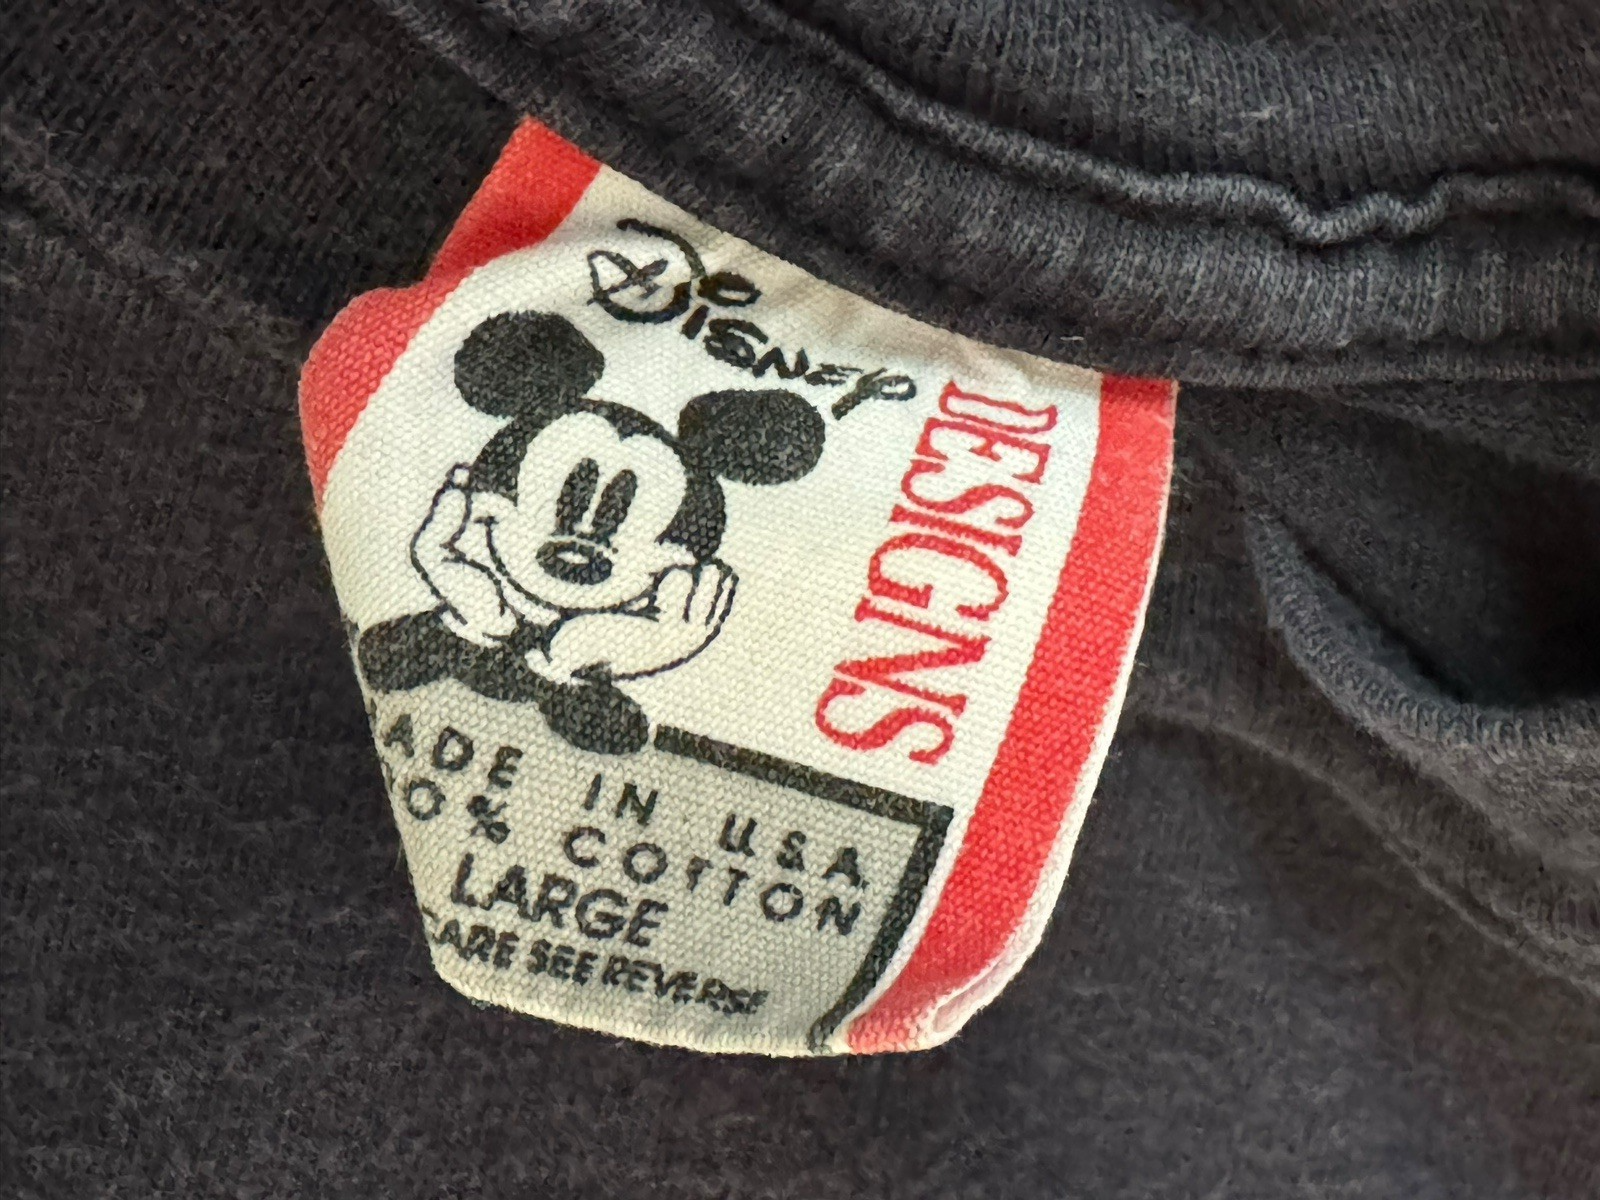 Disney
DESIGNS
ADE IN U.S.A.
0% COTTON
LARGE
CARE SEE REVERSE